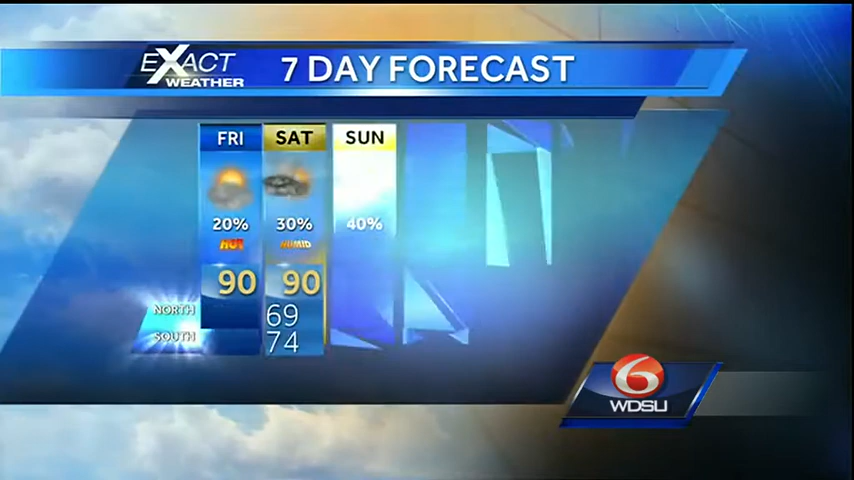 EXACT
WEATHER
7 DAY FORECAST
FRI SAT SUN
20% 30% 40%
HOT HUMID
90 90
NORTH 69
SOUTH 74
6
WDSU